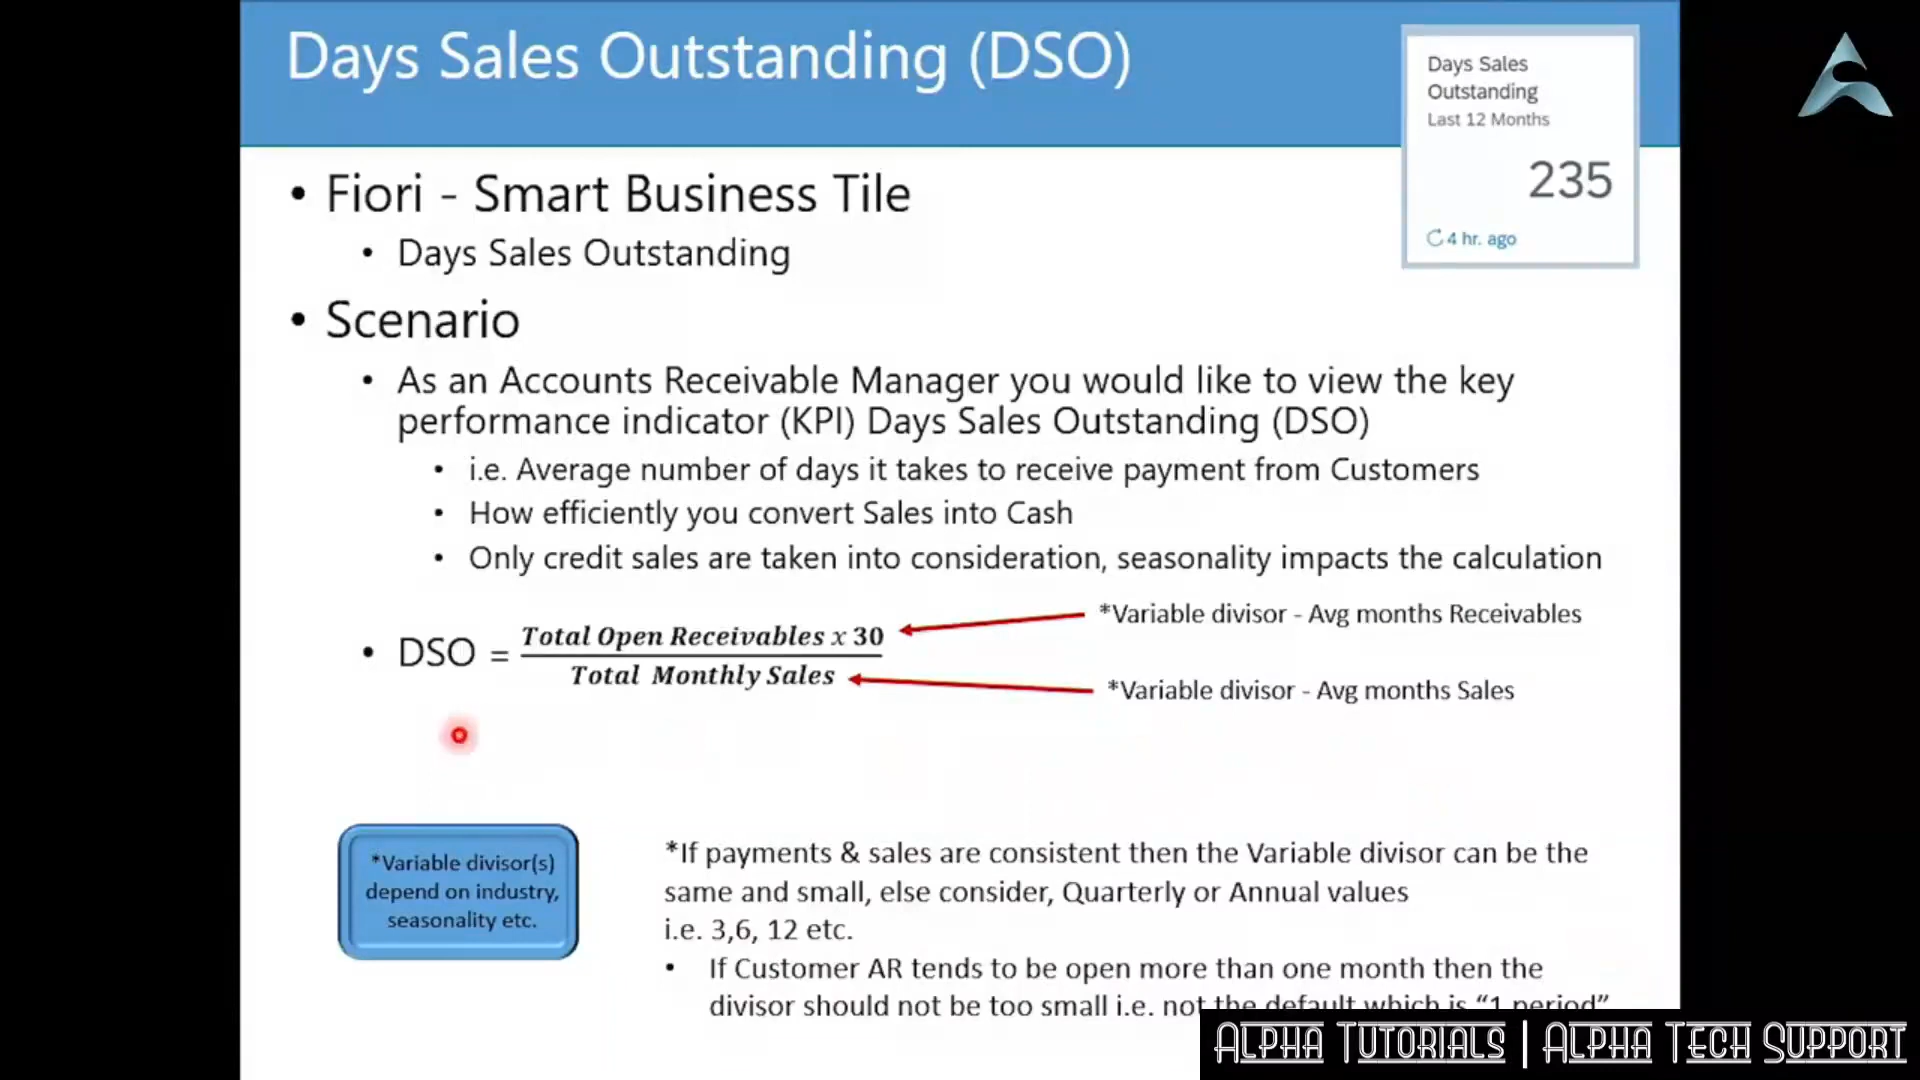 Days Sales Outstanding (DSO)
Days Sales
Outstanding
Last 12 Months
235
4 hr. ago
• Fiori - Smart Business Tile
• Days Sales Outstanding
• Scenario
• As an Accounts Receivable Manager you would like to view the key
performance indicator (KPI) Days Sales Outstanding (DSO)
• i.e. Average number of days it takes to receive payment from Customers
• How efficiently you convert Sales into Cash
• Only credit sales are taken into consideration, seasonality impacts the calculation
*Variable divisor - Avg months Receivables
Total Open Receivables x 30
• DSO =
Total Monthly Sales
*Variable divisor - Avg months Sales
*Variable divisor(s)
depend on industry,
seasonality etc.
*If payments & sales are consistent then the Variable divisor can be the
same and small, else consider, Quarterly or Annual values
i.e. 3,6, 12 etc.
• If Customer AR tends to be open more than one month then the
divisor should not be too small i.e. not the default which is “1 period”
Alpha Tutorials | Alpha Tech Support